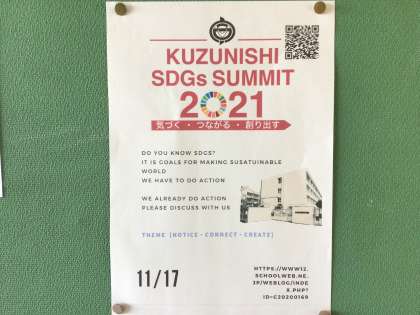 KUZUNISHI
SDGs SUMMIT
2021
気づく・つながる・創り出す
DO YOU KNOW SDGS?
IT IS GOALS FOR MAKING SUSATUINABLE
WORLD
WE HAVE TO DO ACTION
WE ALREADY DO ACTION
PLEASE DISCUSS WITH US
THEME [NOTICE・CONNECT・CREATE]
11/17
HTTPS://WWW12.
SCHOOLWEB.NE.
JP/WEBLOG/INDE
X.PHP?
ID=C20200169